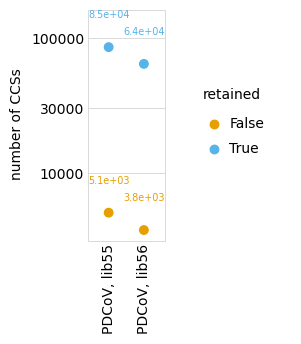 8.5e+04
6.4e+04
100000
30000
10000
5.1e+03
3.8e+03
number of CCSs
PDCoV, lib55
PDCoV, lib56
retained
False
True